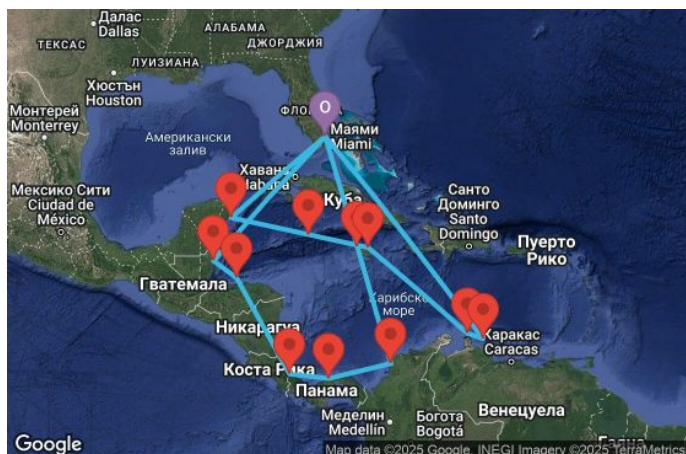 Далас
Dallas
АЛАБАМА
ТЕКСАС
ДЖОРДЖИЯ
ЛУИЗИАНА
Хюстън
Houston
Монтерей
Monterrey
ФЛО
O
Маями
Miami
Американски
залив
Хавана
Habana
Мексико Сити
Ciudad de
México
Куба
Санто
Доминго
Santo
Domingo
Пуерто
Рико
Гватемала
Карибско
море
Никарагуа
Каракас
Caracas
Коста Рика
Панама
Меделин
Medellín
Богота
Bogotá
Венецуела
Google
Map data ©2025 Google, INEGI Imagery ©2025 TerraMetrics